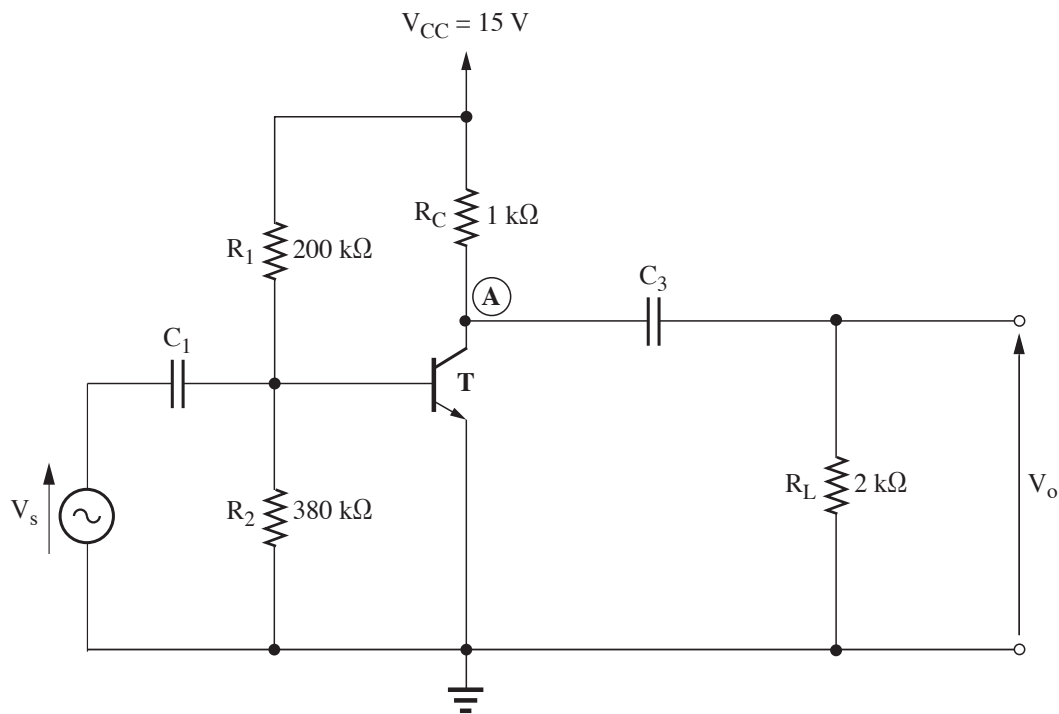 V_CC = 15 V
R_C 1 kΩ
R_1 200 kΩ
A
C_3
C_1
T
V_s
R_2 380 kΩ
R_L 2 kΩ
V_o